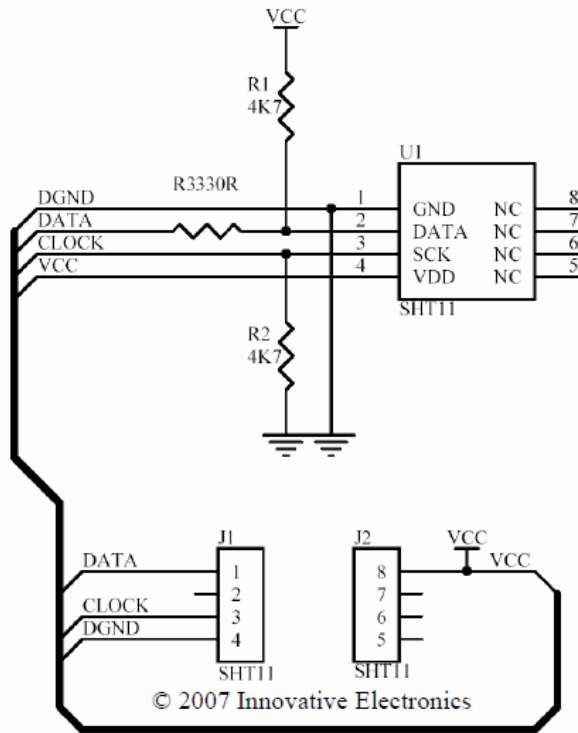 VCC
R1
4K7
U1
R3330R
DGND
1
GND
NC
8
DATA
2
DATA
NC
7
CLOCK
3
SCK
NC
6
VCC
4
VDD
NC
5
SHT11
R2
4K7
J1
J2
VCC
DATA
1
8
VCC
2
7
CLOCK
3
6
DGND
4
5
SHT11
SHT11
© 2007 Innovative Electronics